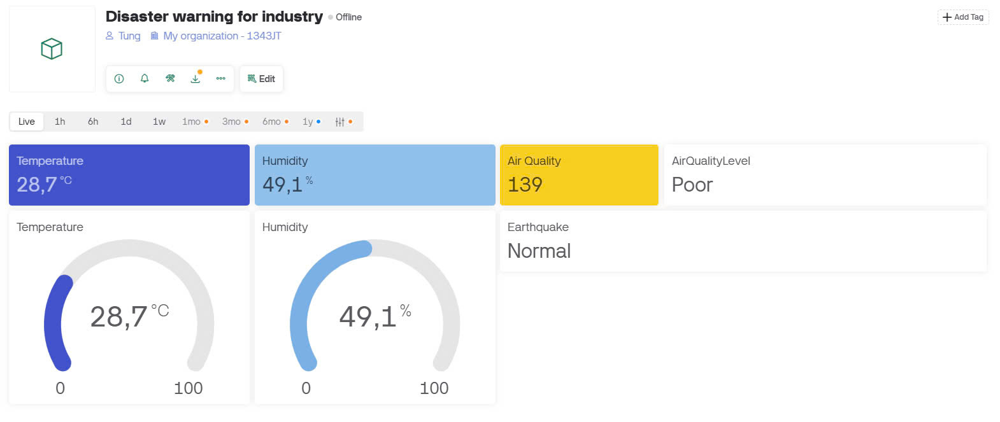 Disaster warning for industry Offline
Add Tag
Tung My organization - 1343JT
Edit
Live 1h 6h 1d 1w 1mo 3mo 6mo 1y
Temperature
28,7 °C
Humidity
49,1 %
Air Quality
139
AirQualityLevel
Poor
Temperature
28,7 °C
0 100
Humidity
49,1 %
0 100
Earthquake
Normal